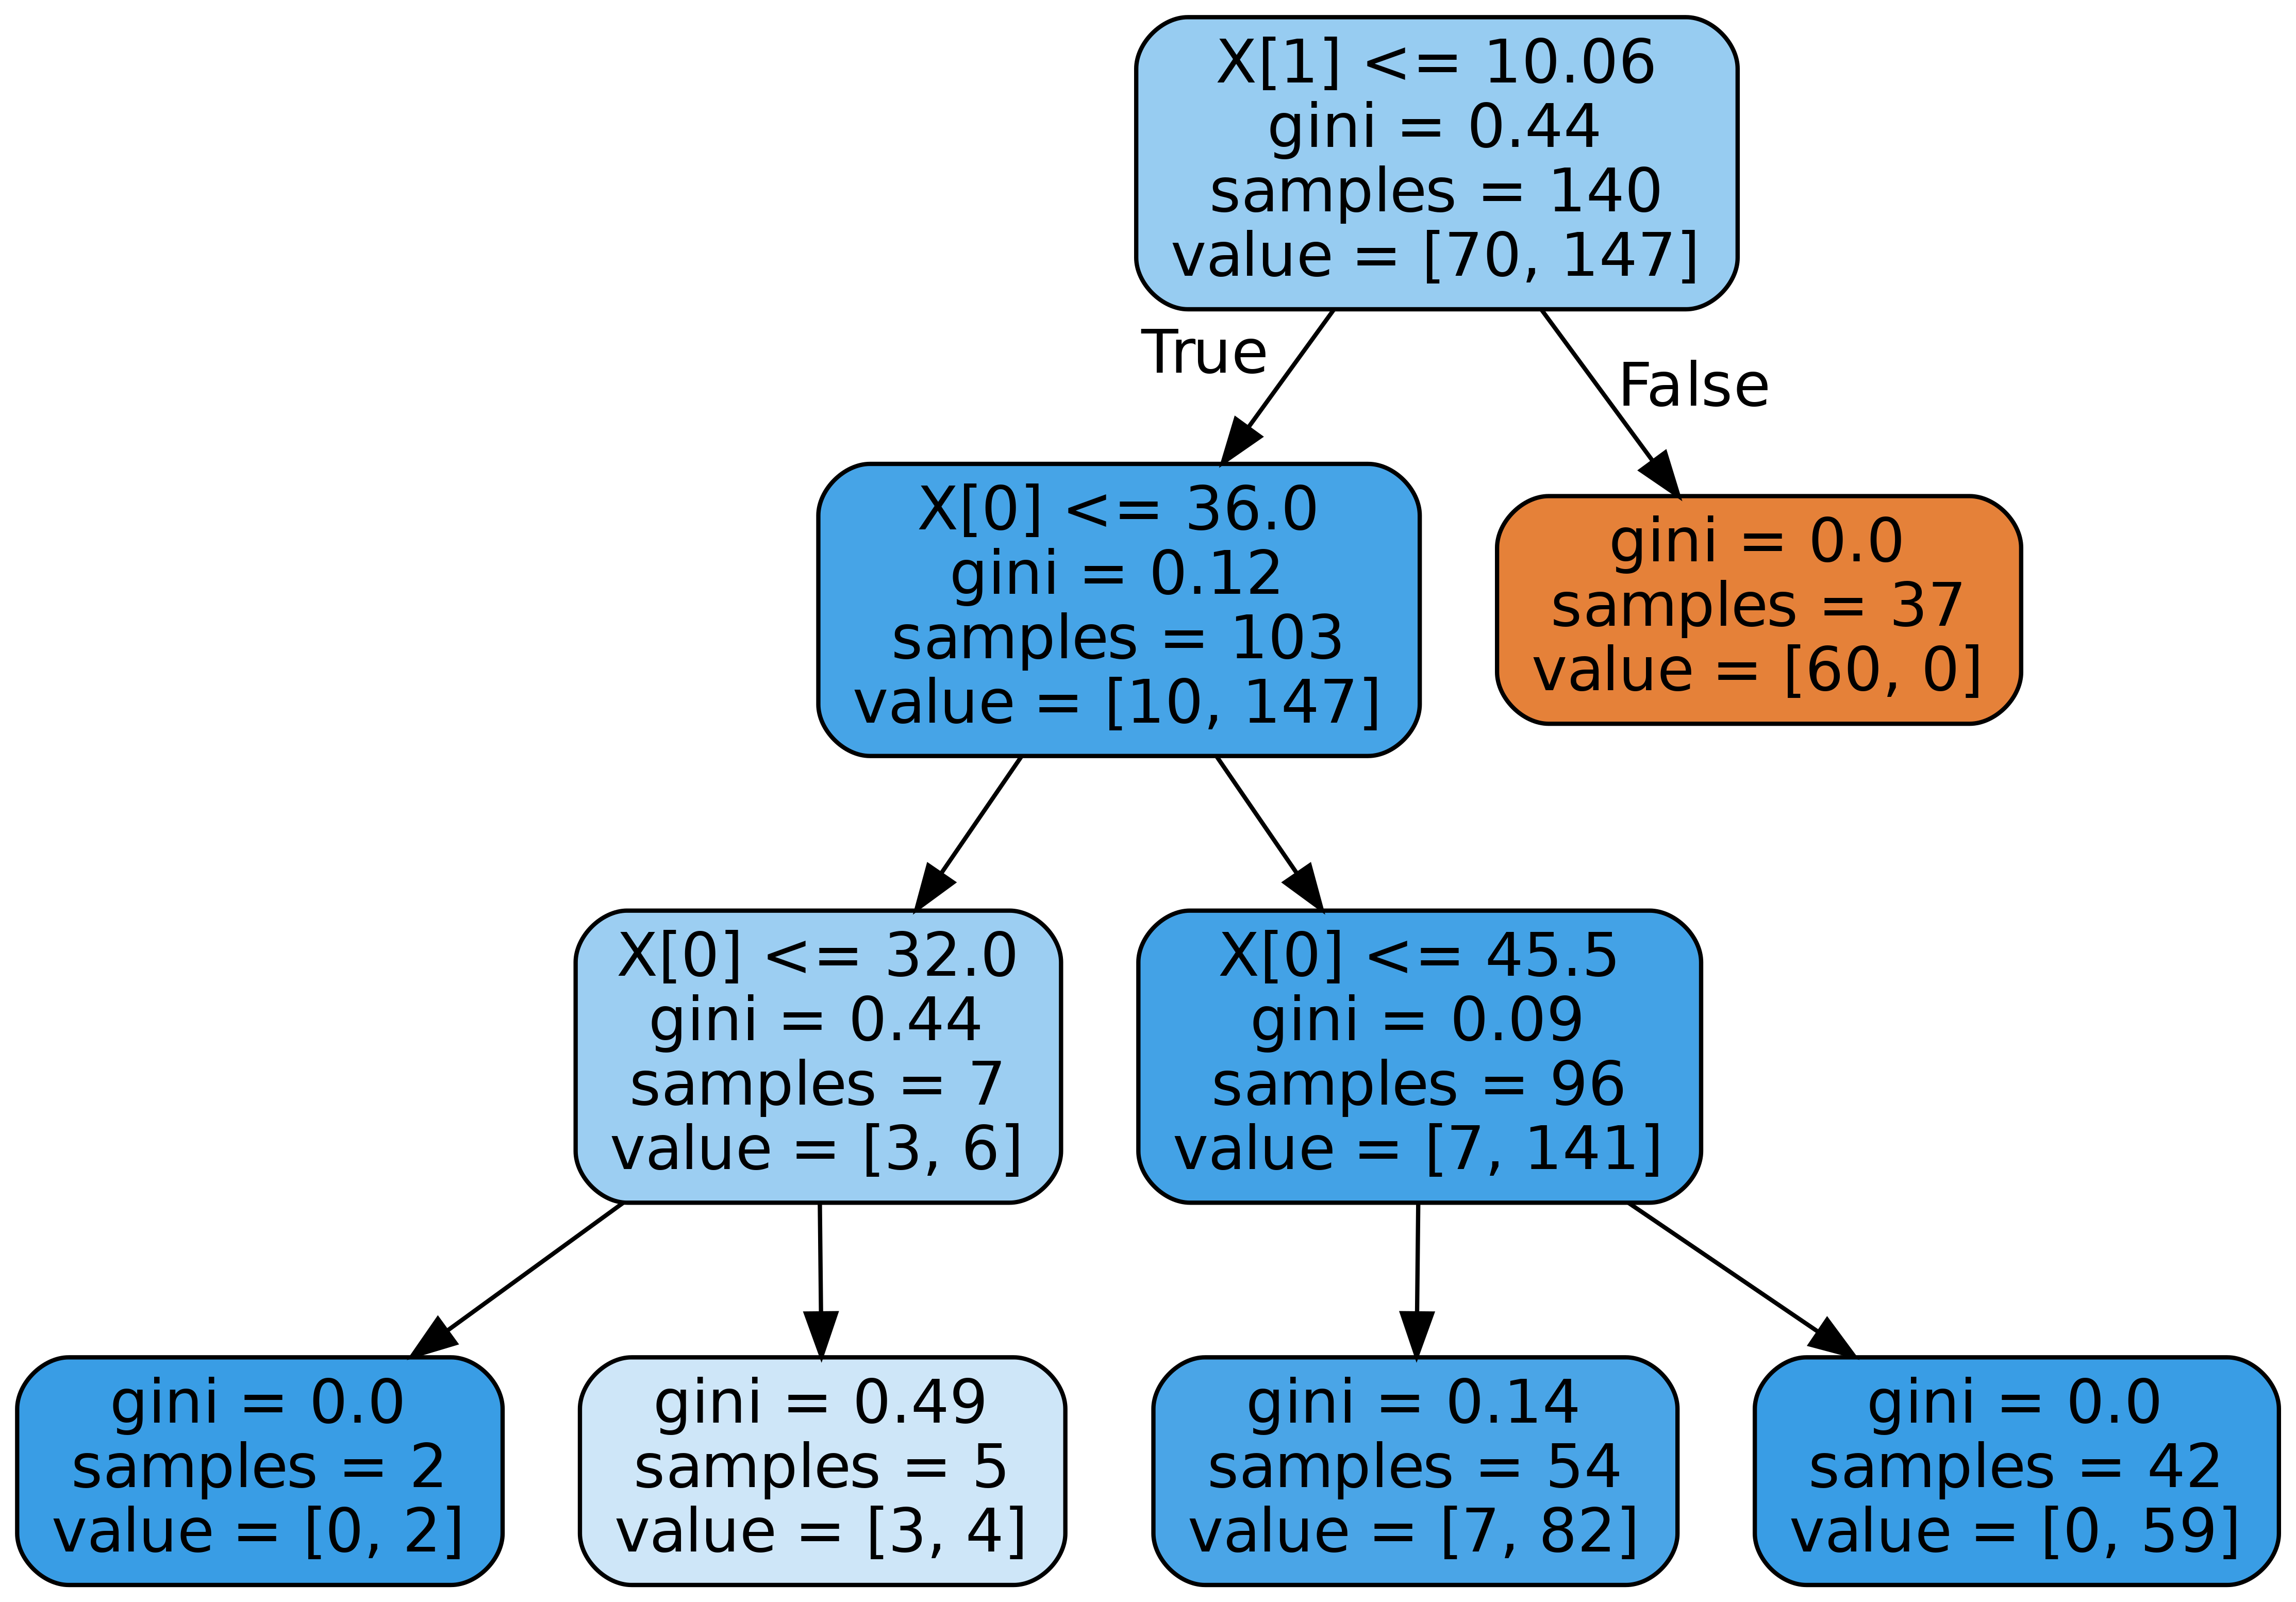 X[1] <= 10.06
gini = 0.44
samples = 140
value = [70, 147]
True
False
X[0] <= 36.0
gini = 0.12
samples = 103
value = [10, 147]
gini = 0.0
samples = 37
value = [60, 0]
X[0] <= 32.0
gini = 0.44
samples = 7
value = [3, 6]
X[0] <= 45.5
gini = 0.09
samples = 96
value = [7, 141]
gini = 0.0
samples = 2
value = [0, 2]
gini = 0.49
samples = 5
value = [3, 4]
gini = 0.14
samples = 54
value = [7, 82]
gini = 0.0
samples = 42
value = [0, 59]